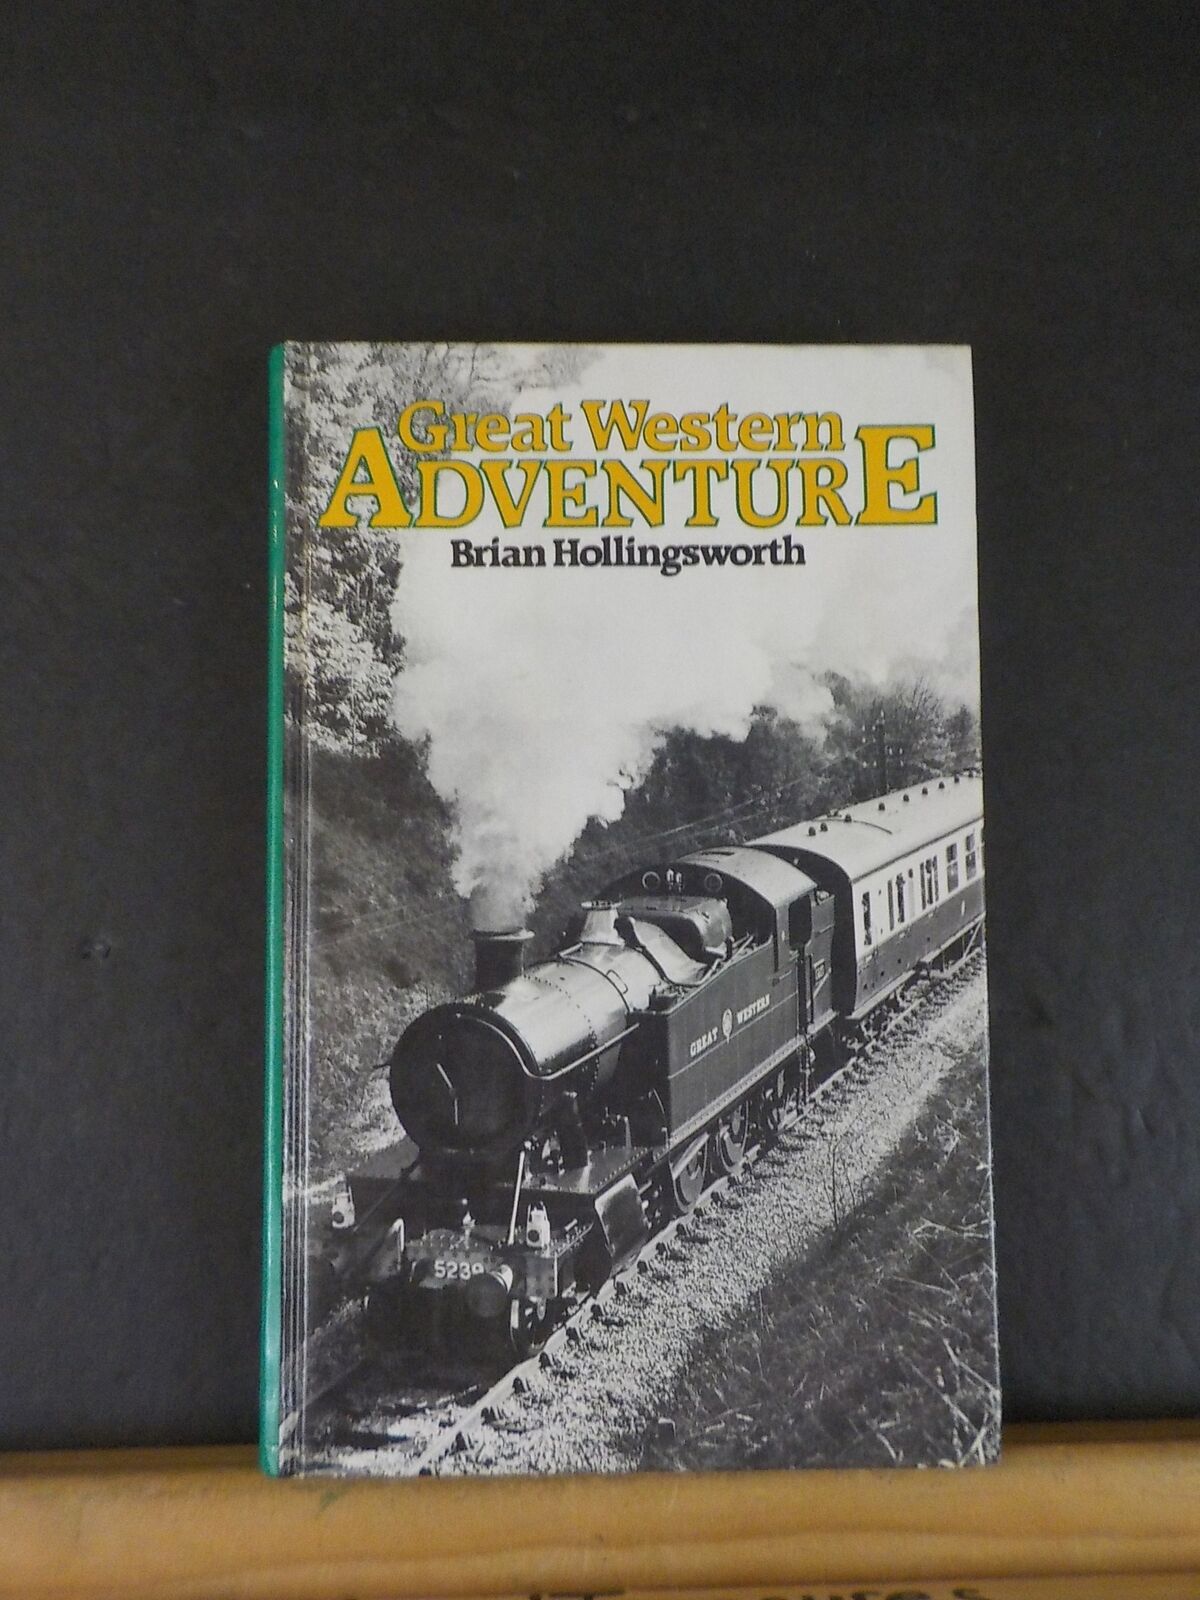 Great Western
ADVENTURE
Brian Hollingsworth
GREAT WESTERN
5239